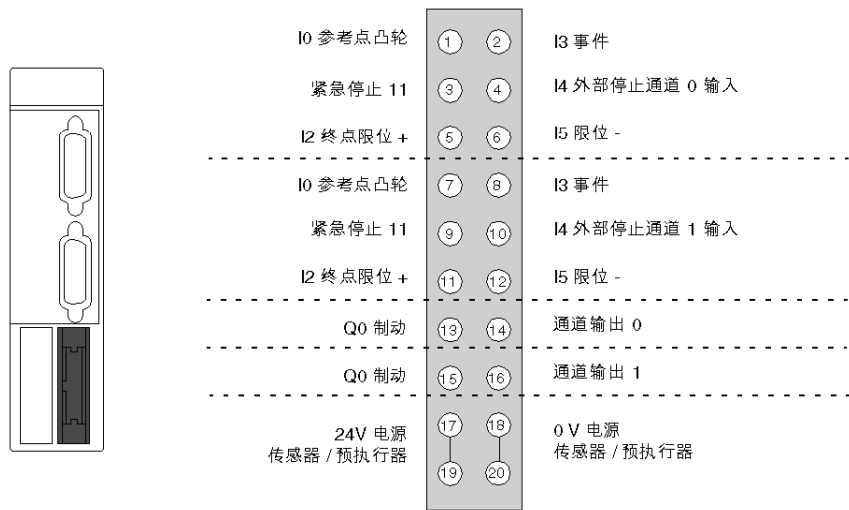 I0 参考点凸轮 1 2 I3 事件
紧急停止 11 3 4 I4 外部停止通道 0 输入
I2 终点限位 + 5 6 I5 限位 -
I0 参考点凸轮 7 8 I3 事件
紧急停止 11 9 10 I4 外部停止通道 1 输入
I2 终点限位 + 11 12 I5 限位 -
Q0 制动 13 14 通道输出 0
Q0 制动 15 16 通道输出 1
24V 电源 17 18 0 V 电源
传感器 / 预执行器 19 20 传感器 / 预执行器